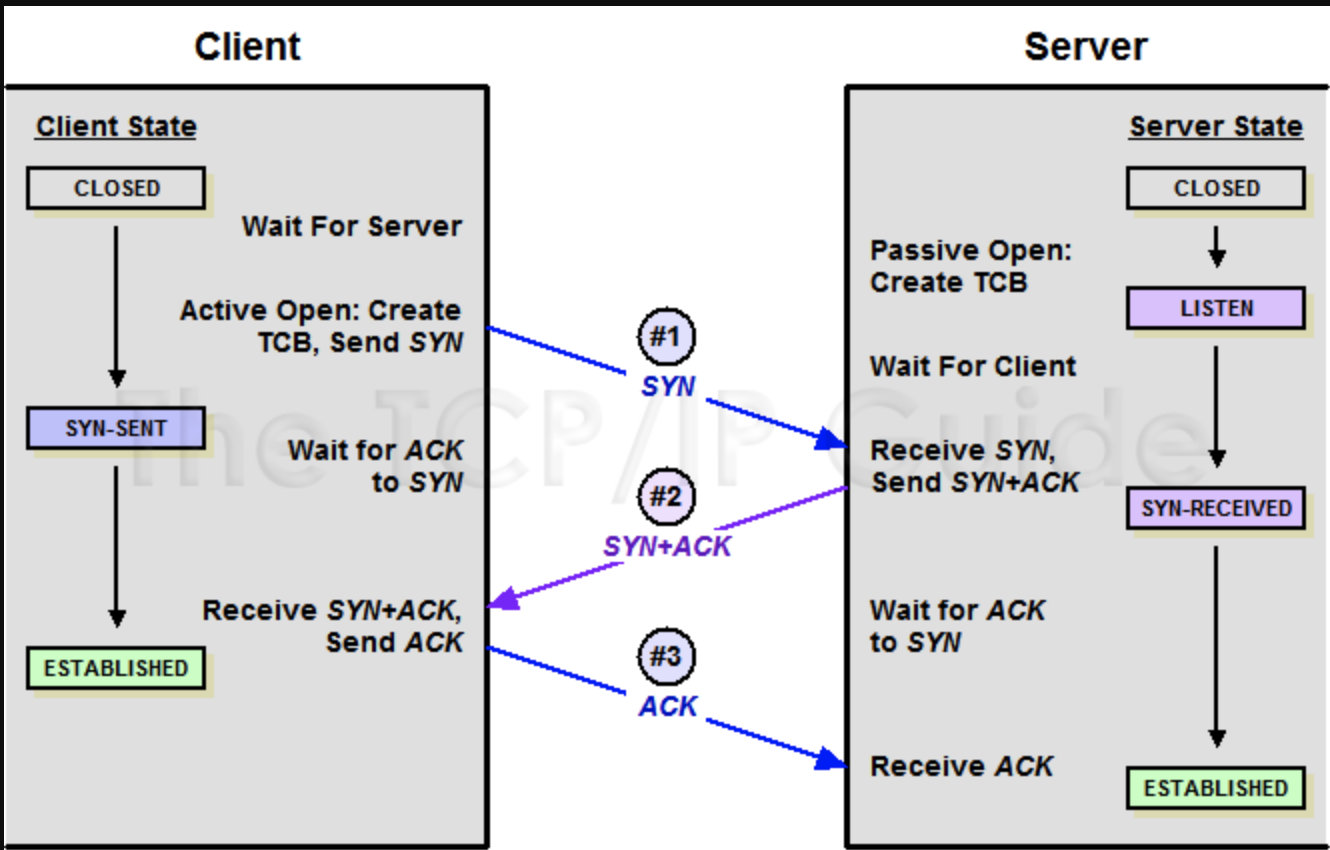 Client
Server
Client State
CLOSED
Wait For Server
Active Open: Create
TCB, Send SYN
SYN-SENT
Wait for ACK
to SYN
Receive SYN+ACK,
Send ACK
ESTABLISHED
#1
SYN
#2
SYN+ACK
#3
ACK
Server State
CLOSED
Passive Open:
Create TCB
LISTEN
Wait For Client
Receive SYN,
Send SYN+ACK
SYN-RECEIVED
Wait for ACK
to SYN
Receive ACK
ESTABLISHED
The TCP/IP Guide